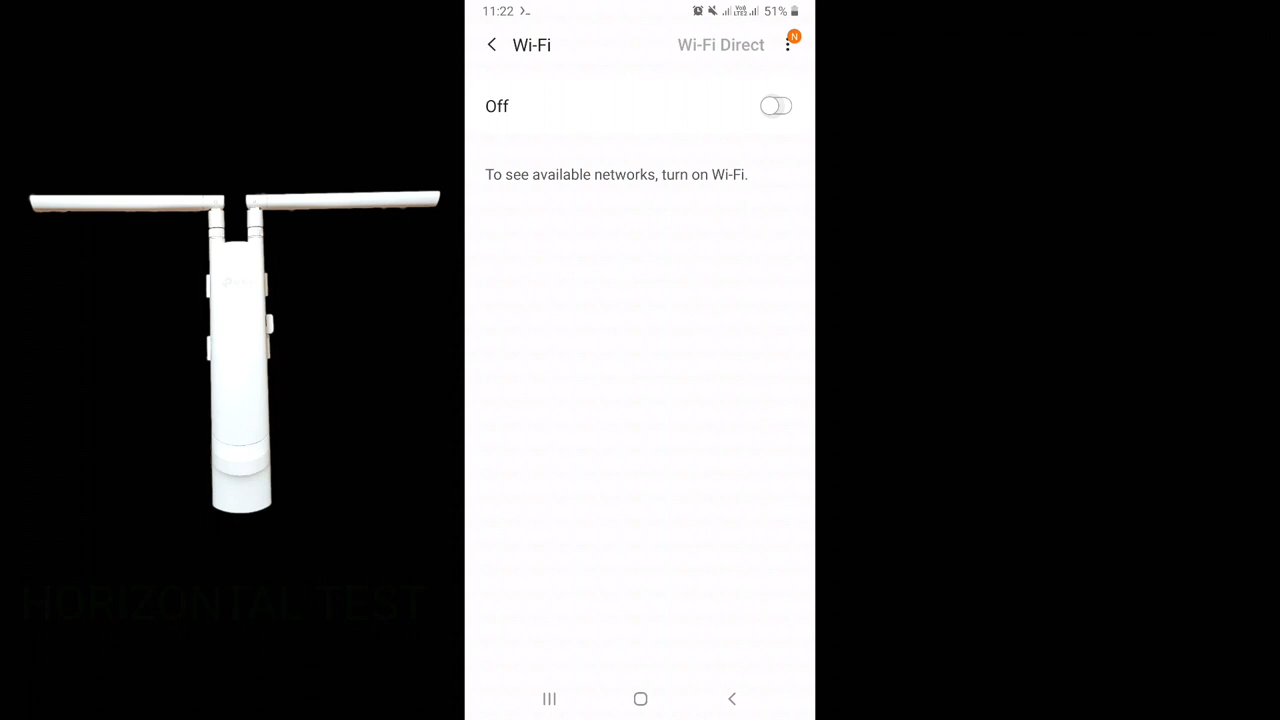 11:22
51%
Wi-Fi
Wi-Fi Direct
N
Off
To see available networks, turn on Wi-Fi.
HORIZONTAL TEST